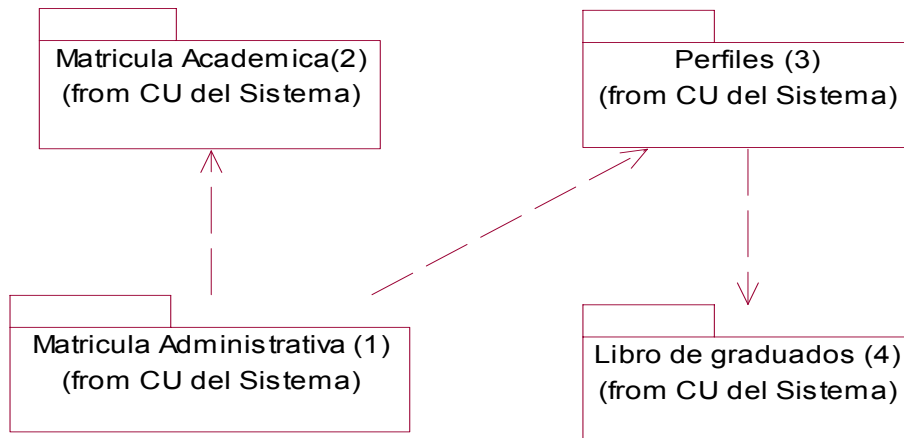 Matricula Academica(2)
(from CU del Sistema)
Perfiles (3)
(from CU del Sistema)
Matricula Administrativa (1)
(from CU del Sistema)
Libro de graduados (4)
(from CU del Sistema)